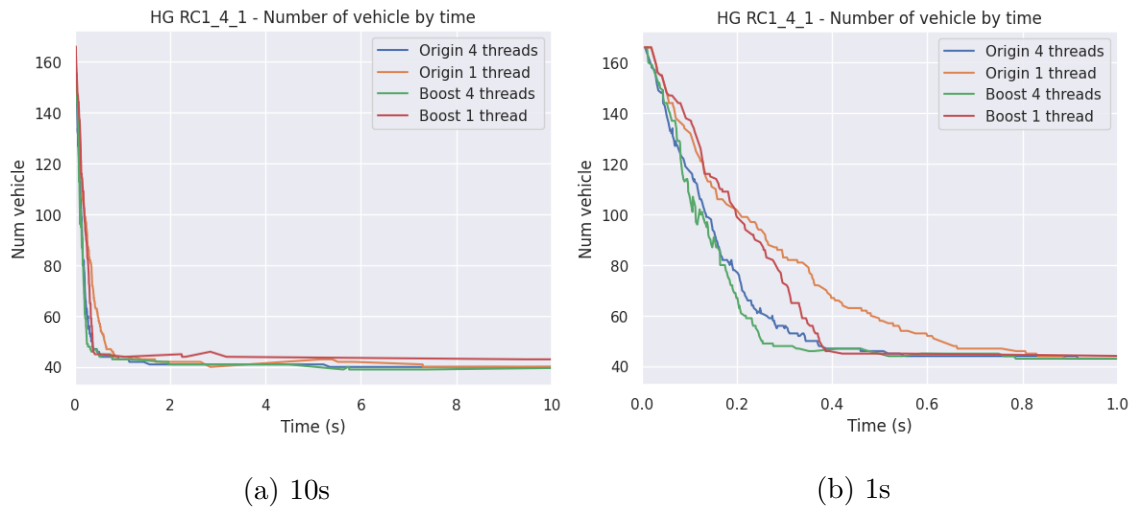 HG RC1_4_1 - Number of vehicle by time
Origin 4 threads
Origin 1 thread
Boost 4 threads
Boost 1 thread
160
140
120
100
80
60
40
Num vehicle
0
2
4
6
8
10
Time (s)
(a) 10s
HG RC1_4_1 - Number of vehicle by time
Origin 4 threads
Origin 1 thread
Boost 4 threads
Boost 1 thread
160
140
120
100
80
60
40
Num vehicle
0.0
0.2
0.4
0.6
0.8
1.0
Time (s)
(b) 1s